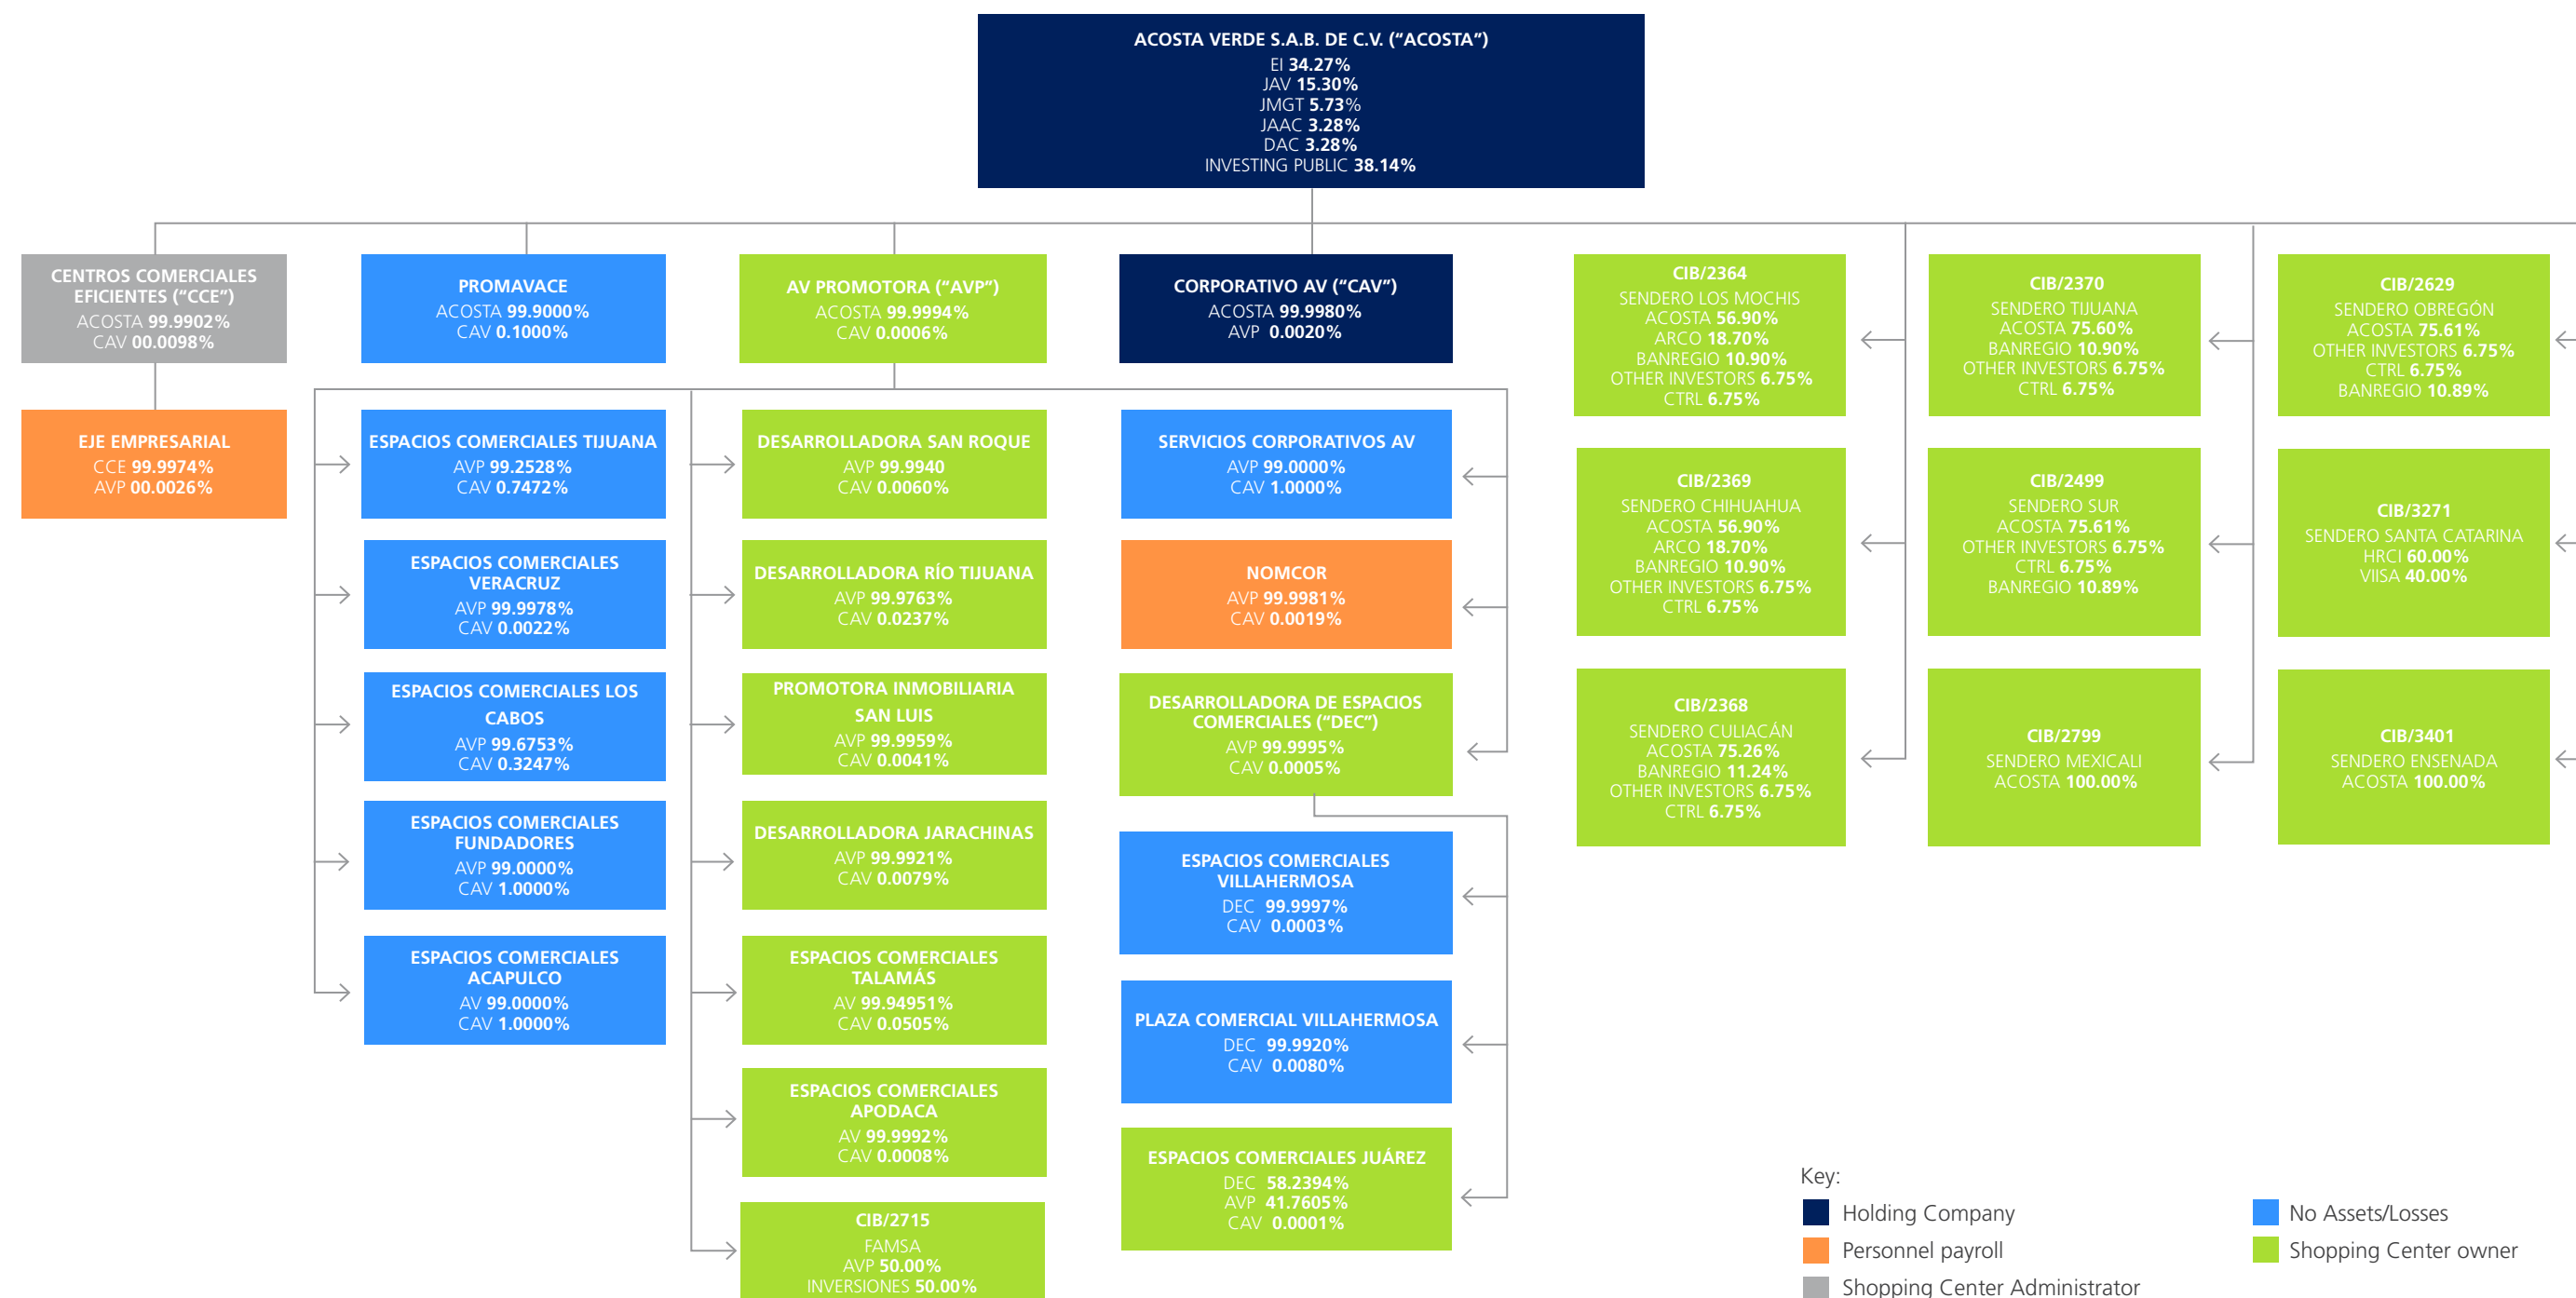 ACOSTA VERDE S.A.B. DE C.V. (“ACOSTA”)
EI 34.27%
JAV 15.30%
JMGT 5.73%
JAAC 3.28%
DAC 3.28%
INVESTING PUBLIC 38.14%
CENTROS COMERCIALES
EFICIENTES (“CCE”)
ACOSTA 99.9902%
CAV 00.0098%
PROMAVACE
ACOSTA 99.9000%
CAV 0.1000%
AV PROMOTORA (“AVP”)
ACOSTA 99.9994%
CAV 0.0006%
CORPORATIVO AV (“CAV”)
ACOSTA 99.9980%
AVP 0.0020%
CIB/2364
SENDERO LOS MOCHIS
ACOSTA 56.90%
ARCO 18.70%
BANREGIO 10.90%
OTHER INVESTORS 6.75%
CTRL 6.75%
CIB/2370
SENDERO TIJUANA
ACOSTA 75.60%
BANREGIO 10.90%
OTHER INVESTORS 6.75%
CTRL 6.75%
CIB/2629
SENDERO OBREGÓN
ACOSTA 75.61%
OTHER INVESTORS 6.75%
CTRL 6.75%
BANREGIO 10.89%
EJE EMPRESARIAL
CCE 99.9974%
AVP 00.0026%
ESPACIOS COMERCIALES TIJUANA
AVP 99.2528%
CAV 0.7472%
DESARROLLADORA SAN ROQUE
AVP 99.9940
CAV 0.0060%
SERVICIOS CORPORATIVOS AV
AVP 99.0000%
CAV 1.0000%
CIB/2369
SENDERO CHIHUAHUA
ACOSTA 56.90%
ARCO 18.70%
BANREGIO 10.90%
OTHER INVESTORS 6.75%
CTRL 6.75%
CIB/2499
SENDERO SUR
ACOSTA 75.61%
OTHER INVESTORS 6.75%
CTRL 6.75%
BANREGIO 10.89%
CIB/3271
SENDERO SANTA CATARINA
HRCI 60.00%
VIISA 40.00%
ESPACIOS COMERCIALES
VERACRUZ
AVP 99.9978%
CAV 0.0022%
DESARROLLADORA RÍO TIJUANA
AVP 99.9763%
CAV 0.0237%
NOMCOR
AVP 99.9981%
CAV 0.0019%
ESPACIOS COMERCIALES LOS
CABOS
AVP 99.6753%
CAV 0.3247%
PROMOTORA INMOBILIARIA
SAN LUIS
AVP 99.9959%
CAV 0.0041%
DESARROLLADORA DE ESPACIOS
COMERCIALES (“DEC”)
AVP 99.9995%
CAV 0.0005%
CIB/2368
SENDERO CULIACÁN
ACOSTA 75.26%
BANREGIO 11.24%
OTHER INVESTORS 6.75%
CTRL 6.75%
CIB/2799
SENDERO MEXICALI
ACOSTA 100.00%
CIB/3401
SENDERO ENSENADA
ACOSTA 100.00%
ESPACIOS COMERCIALES
FUNDADORES
AVP 99.0000%
CAV 1.0000%
DESARROLLADORA JARACHINAS
AVP 99.9921%
CAV 0.0079%
ESPACIOS COMERCIALES
VILLAHERMOSA
DEC 99.9997%
CAV 0.0003%
ESPACIOS COMERCIALES
ACAPULCO
AV 99.0000%
CAV 1.0000%
ESPACIOS COMERCIALES
TALAMÁS
AV 99.94951%
CAV 0.0505%
PLAZA COMERCIAL VILLAHERMOSA
DEC 99.9920%
CAV 0.0080%
ESPACIOS COMERCIALES
APODACA
AV 99.9992%
CAV 0.0008%
ESPACIOS COMERCIALES JUÁREZ
DEC 58.2394%
AVP 41.7605%
CAV 0.0001%
CIB/2715
FAMSA
AVP 50.00%
INVERSIONES 50.00%
Key:
Holding Company
No Assets/Losses
Personnel payroll
Shopping Center owner
Shopping Center Administrator